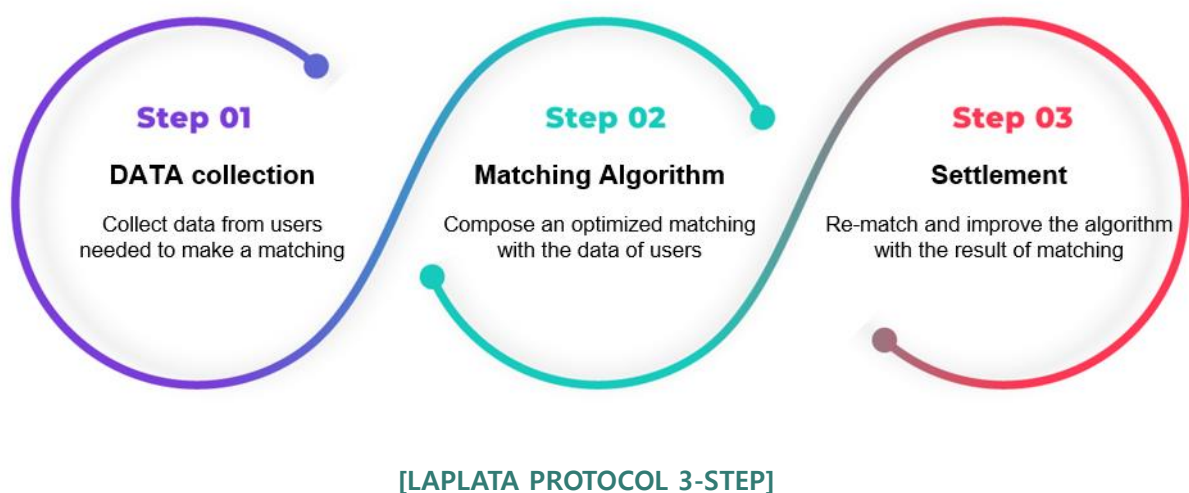 Step 01
DATA collection
Collect data from users
needed to make a matching
Step 02
Matching Algorithm
Compose an optimized matching
with the data of users
Step 03
Settlement
Re-match and improve the algorithm
with the result of matching
[LAPLATA PROTOCOL 3-STEP]